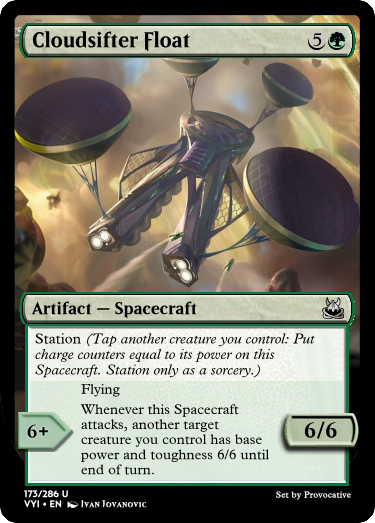 Cloudsifter Float 5
Artifact — Spacecraft
Station (Tap another creature you control: Put
charge counters equal to its power on this
Spacecraft. Station only as a sorcery.)
6+
Flying
Whenever this Spacecraft
attacks, another target
creature you control has base
power and toughness 6/6 until
end of turn.
6/6
173/286 U
VYI • EN Ivan Jovanovic
Set by Provocative